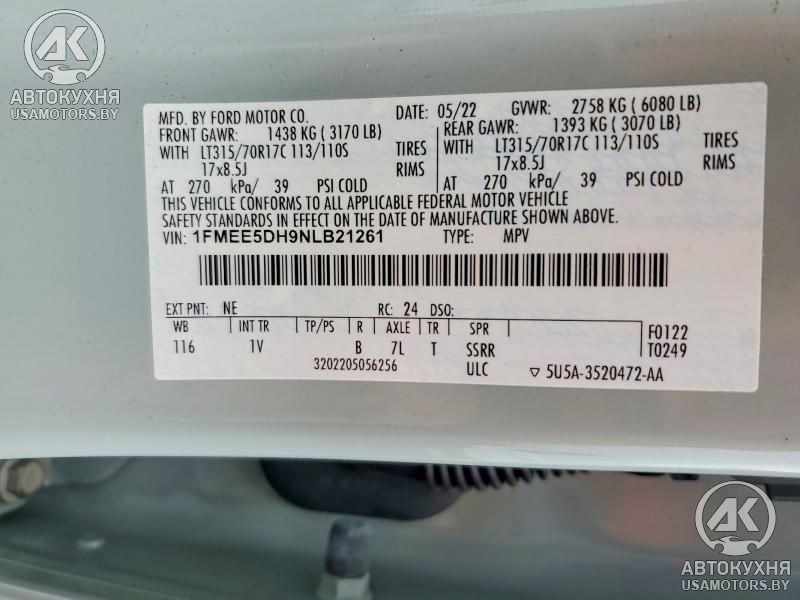 AK
АВТОКУХНЯ
USAMOTORS.BY
MFD. BY FORD MOTOR CO. DATE: 05/22 GVWR: 2758 KG ( 6080 LB)
FRONT GAWR: 1438 KG ( 3170 LB) REAR GAWR: 1393 KG ( 3070 LB)
WITH LT315/70R17C 113/110S TIRES WITH LT315/70R17C 113/110S TIRES
17x8.5J RIMS 17x8.5J RIMS
AT 270 kPa/ 39 PSI COLD AT 270 kPa/ 39 PSI COLD
THIS VEHICLE CONFORMS TO ALL APPLICABLE FEDERAL MOTOR VEHICLE
SAFETY STANDARDS IN EFFECT ON THE DATE OF MANUFACTURE SHOWN ABOVE.
VIN: 1FMEE5DH9NLB21261 TYPE: MPV
EXT PNT: NE RC: 24 DSO:
WB INT TR TP/PS R AXLE TR SPR F0122
116 1V B 7L T SSRR T0249
3202205056256 ULC ▽ 5U5A-3520472-AA
AK
АВТОКУХНЯ
USAMOTORS.BY